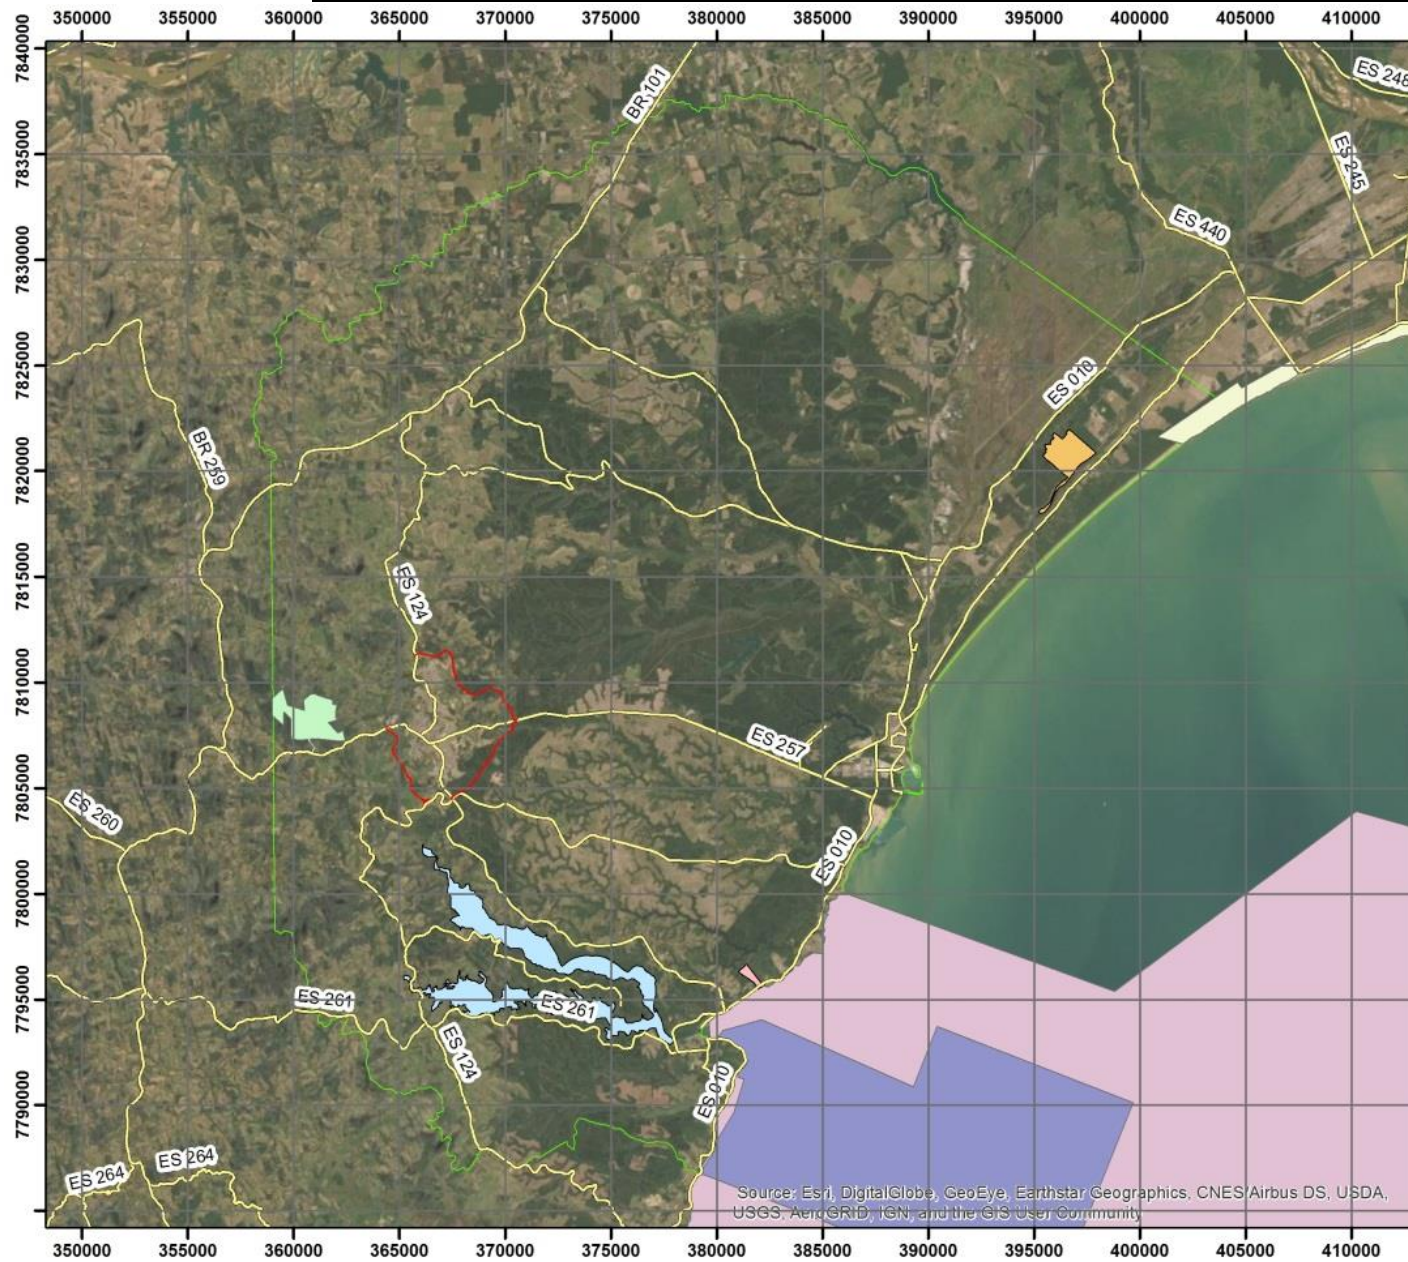 350000 355000 360000 365000 370000 375000 380000 385000 390000 395000 400000 405000 410000
7840000
7835000
7830000
7825000
7820000
7815000
7810000
7805000
7800000
7795000
7790000
BR 101
ES 248
ES 245
ES 440
ES 010
BR 259
ES 124
ES 257
ES 260
ES 010
ES 261
ES 261
ES 124
ES 010
ES 264
ES 264
Source: Esri, DigitalGlobe, GeoEye, Earthstar Geographics, CNES/Airbus DS, USDA,
USGS, AeroGRID, IGN, and the GIS User Community
350000 355000 360000 365000 370000 375000 380000 385000 390000 395000 400000 405000 410000